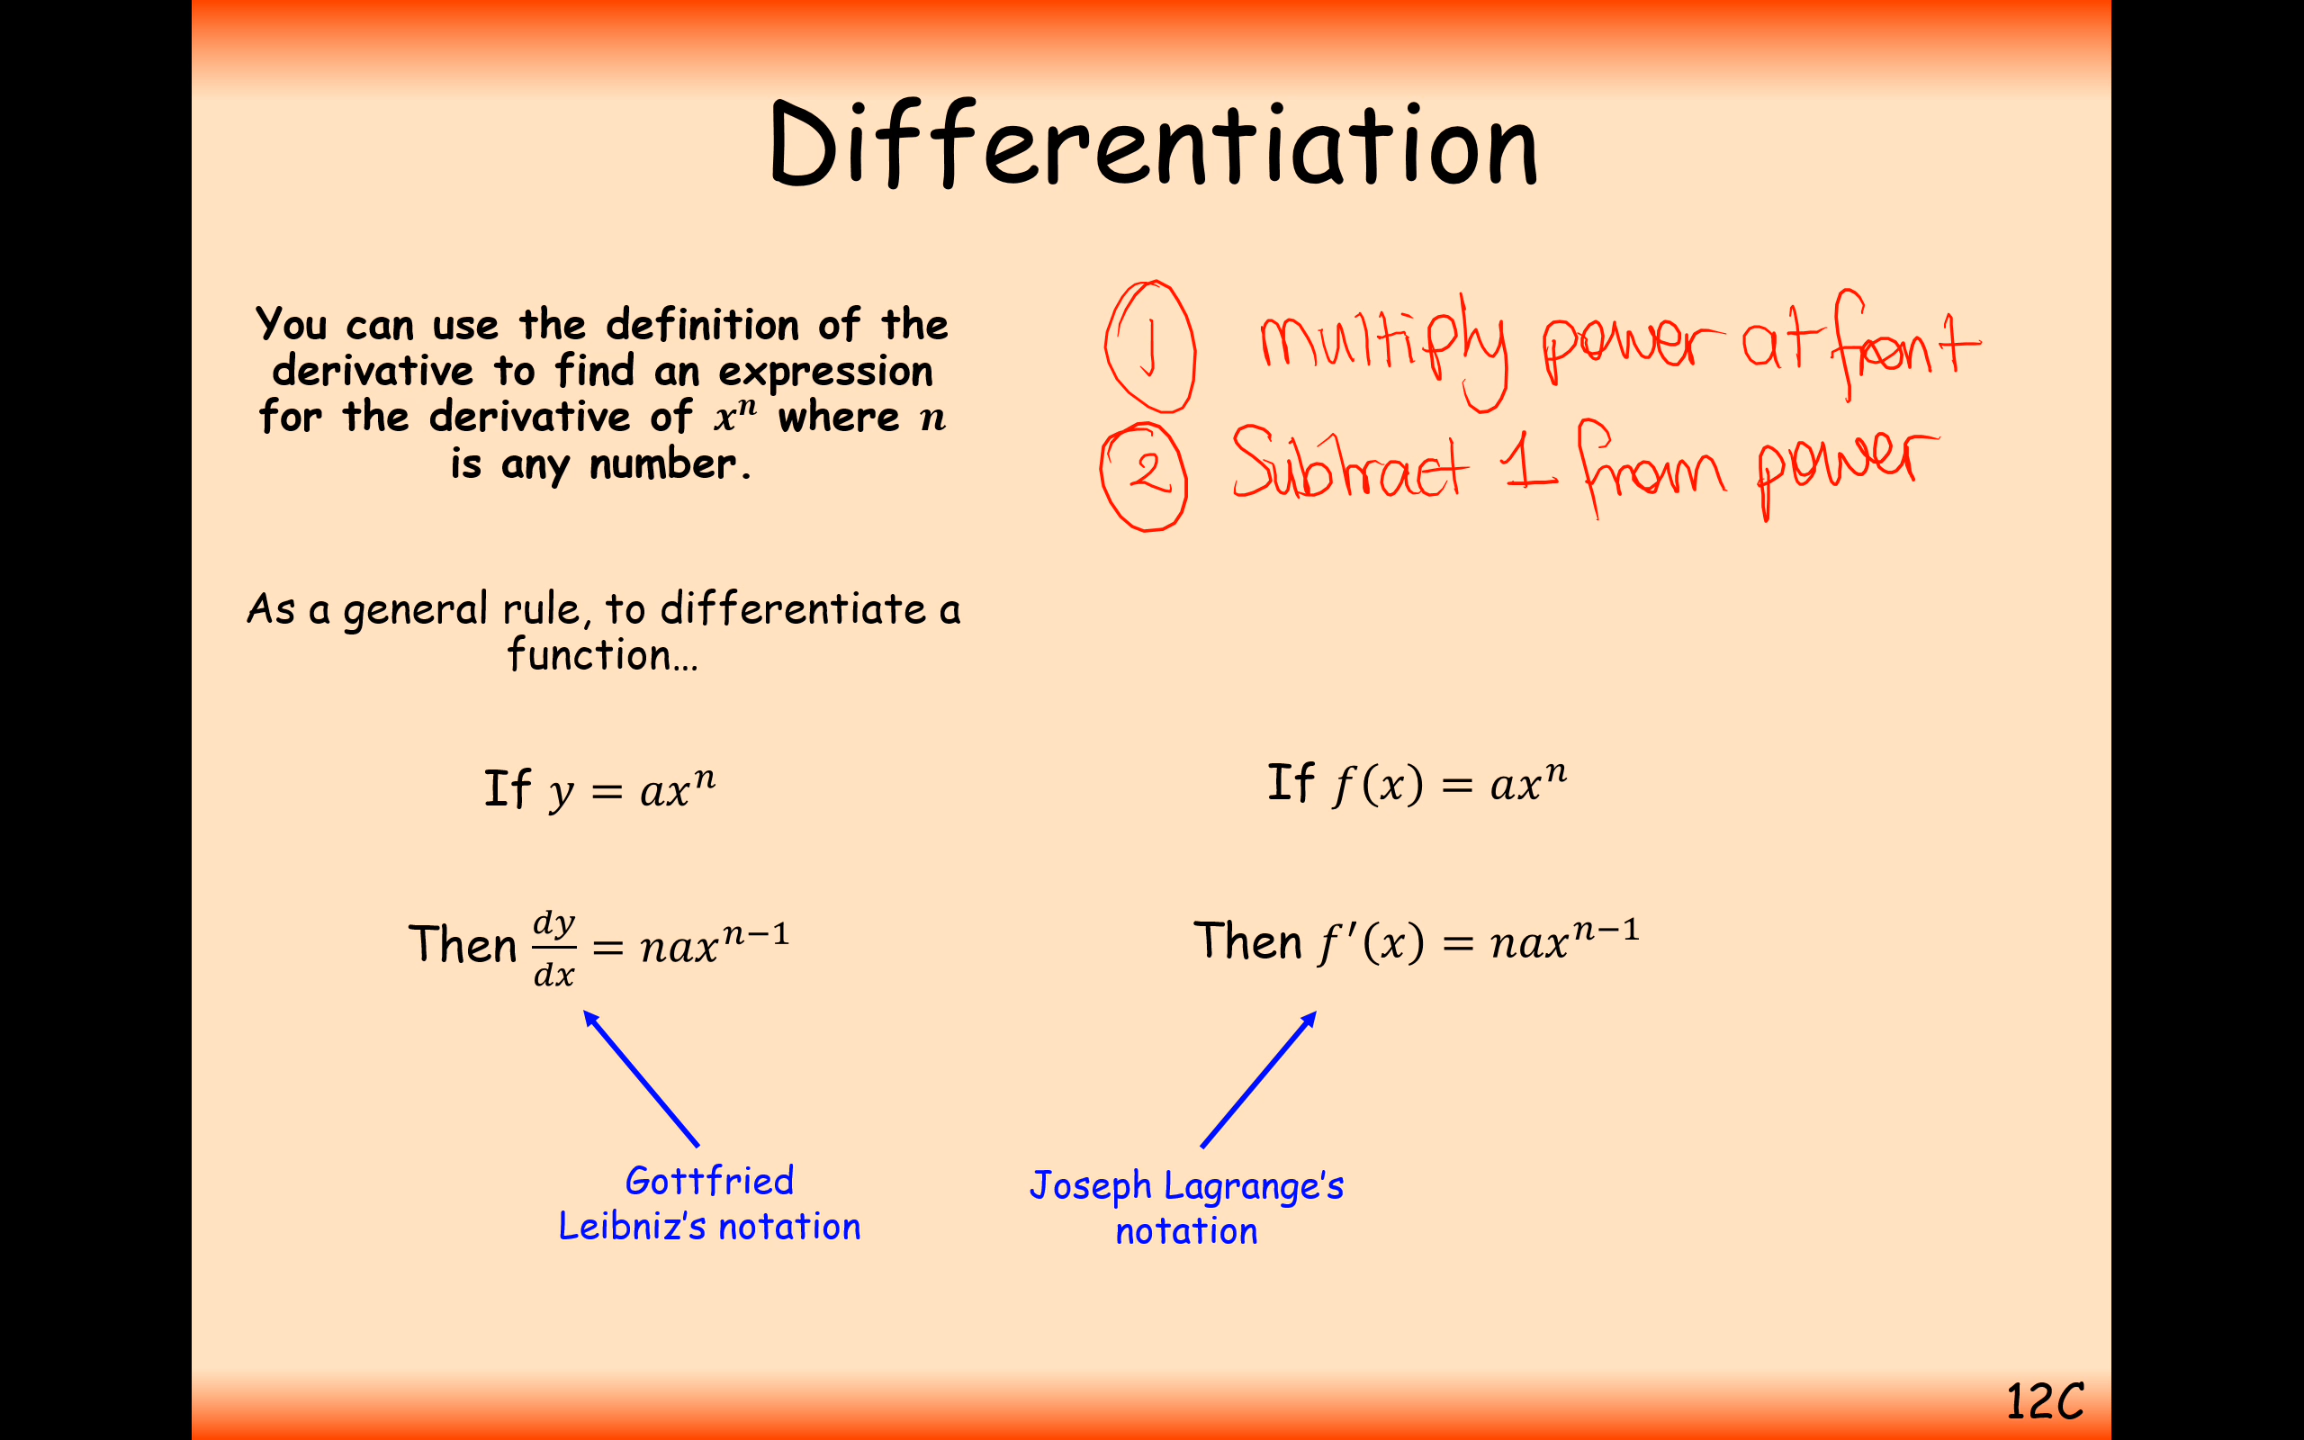 Differentiation
You can use the definition of the
derivative to find an expression
for the derivative of xⁿ where n
is any number.
① multiply power at front
② Subtract 1 from power
As a general rule, to differentiate a
function…
If y = axⁿ
Then dy/dx = naxⁿ⁻¹
Gottfried
Leibniz’s notation
If f(x) = axⁿ
Then f′(x) = naxⁿ⁻¹
Joseph Lagrange’s
notation
12C